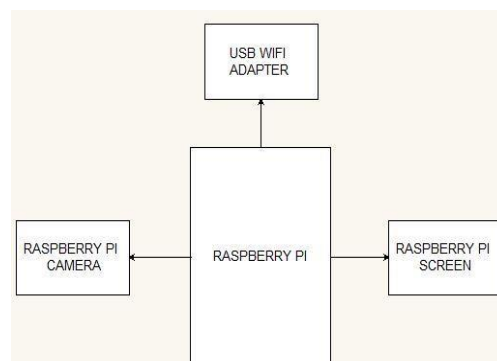 USB WIFI
ADAPTER
RASPBERRY PI
CAMERA
RASPBERRY PI
RASPBERRY PI
SCREEN